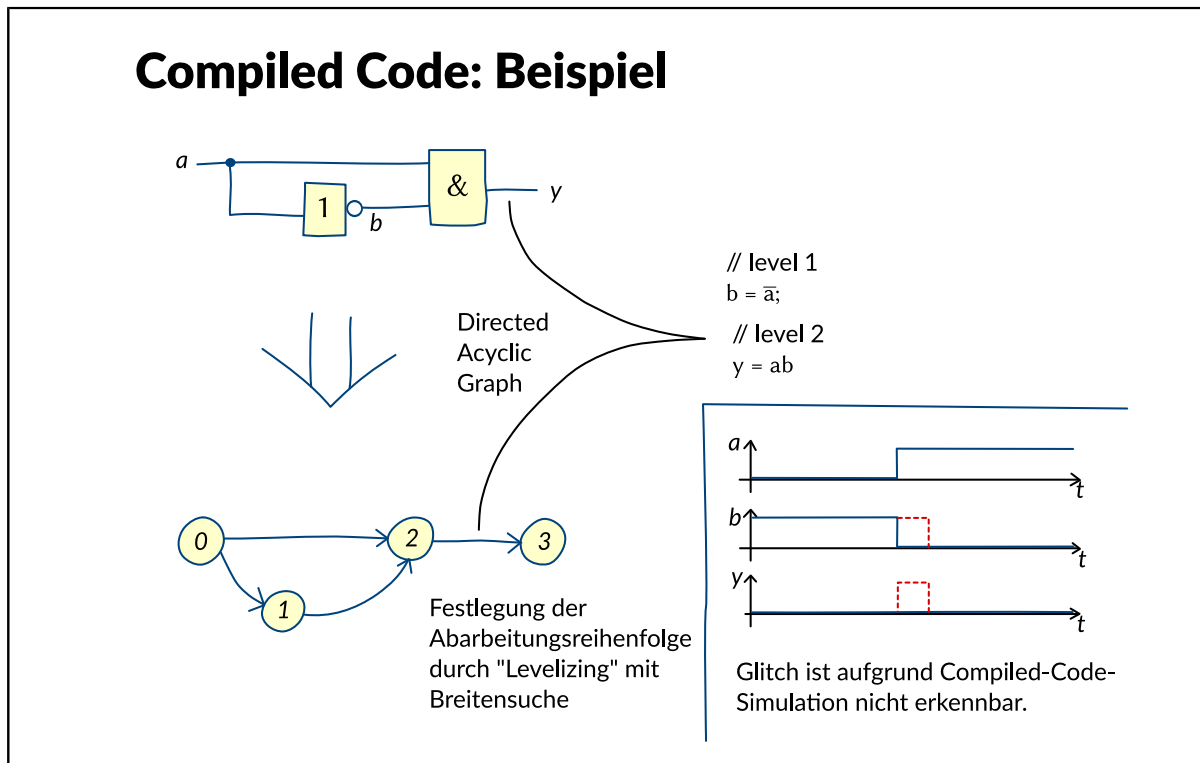 Compiled Code: Beispiel
a
1
b
&
y
// level 1
b = a̅;
// level 2
y = ab
Directed
Acyclic
Graph
0
1
2
3
Festlegung der
Abarbeitungsreihenfolge
durch "Levelizing" mit
Breitensuche
a
t
b
t
y
t
Glitch ist aufgrund Compiled-Code-
Simulation nicht erkennbar.